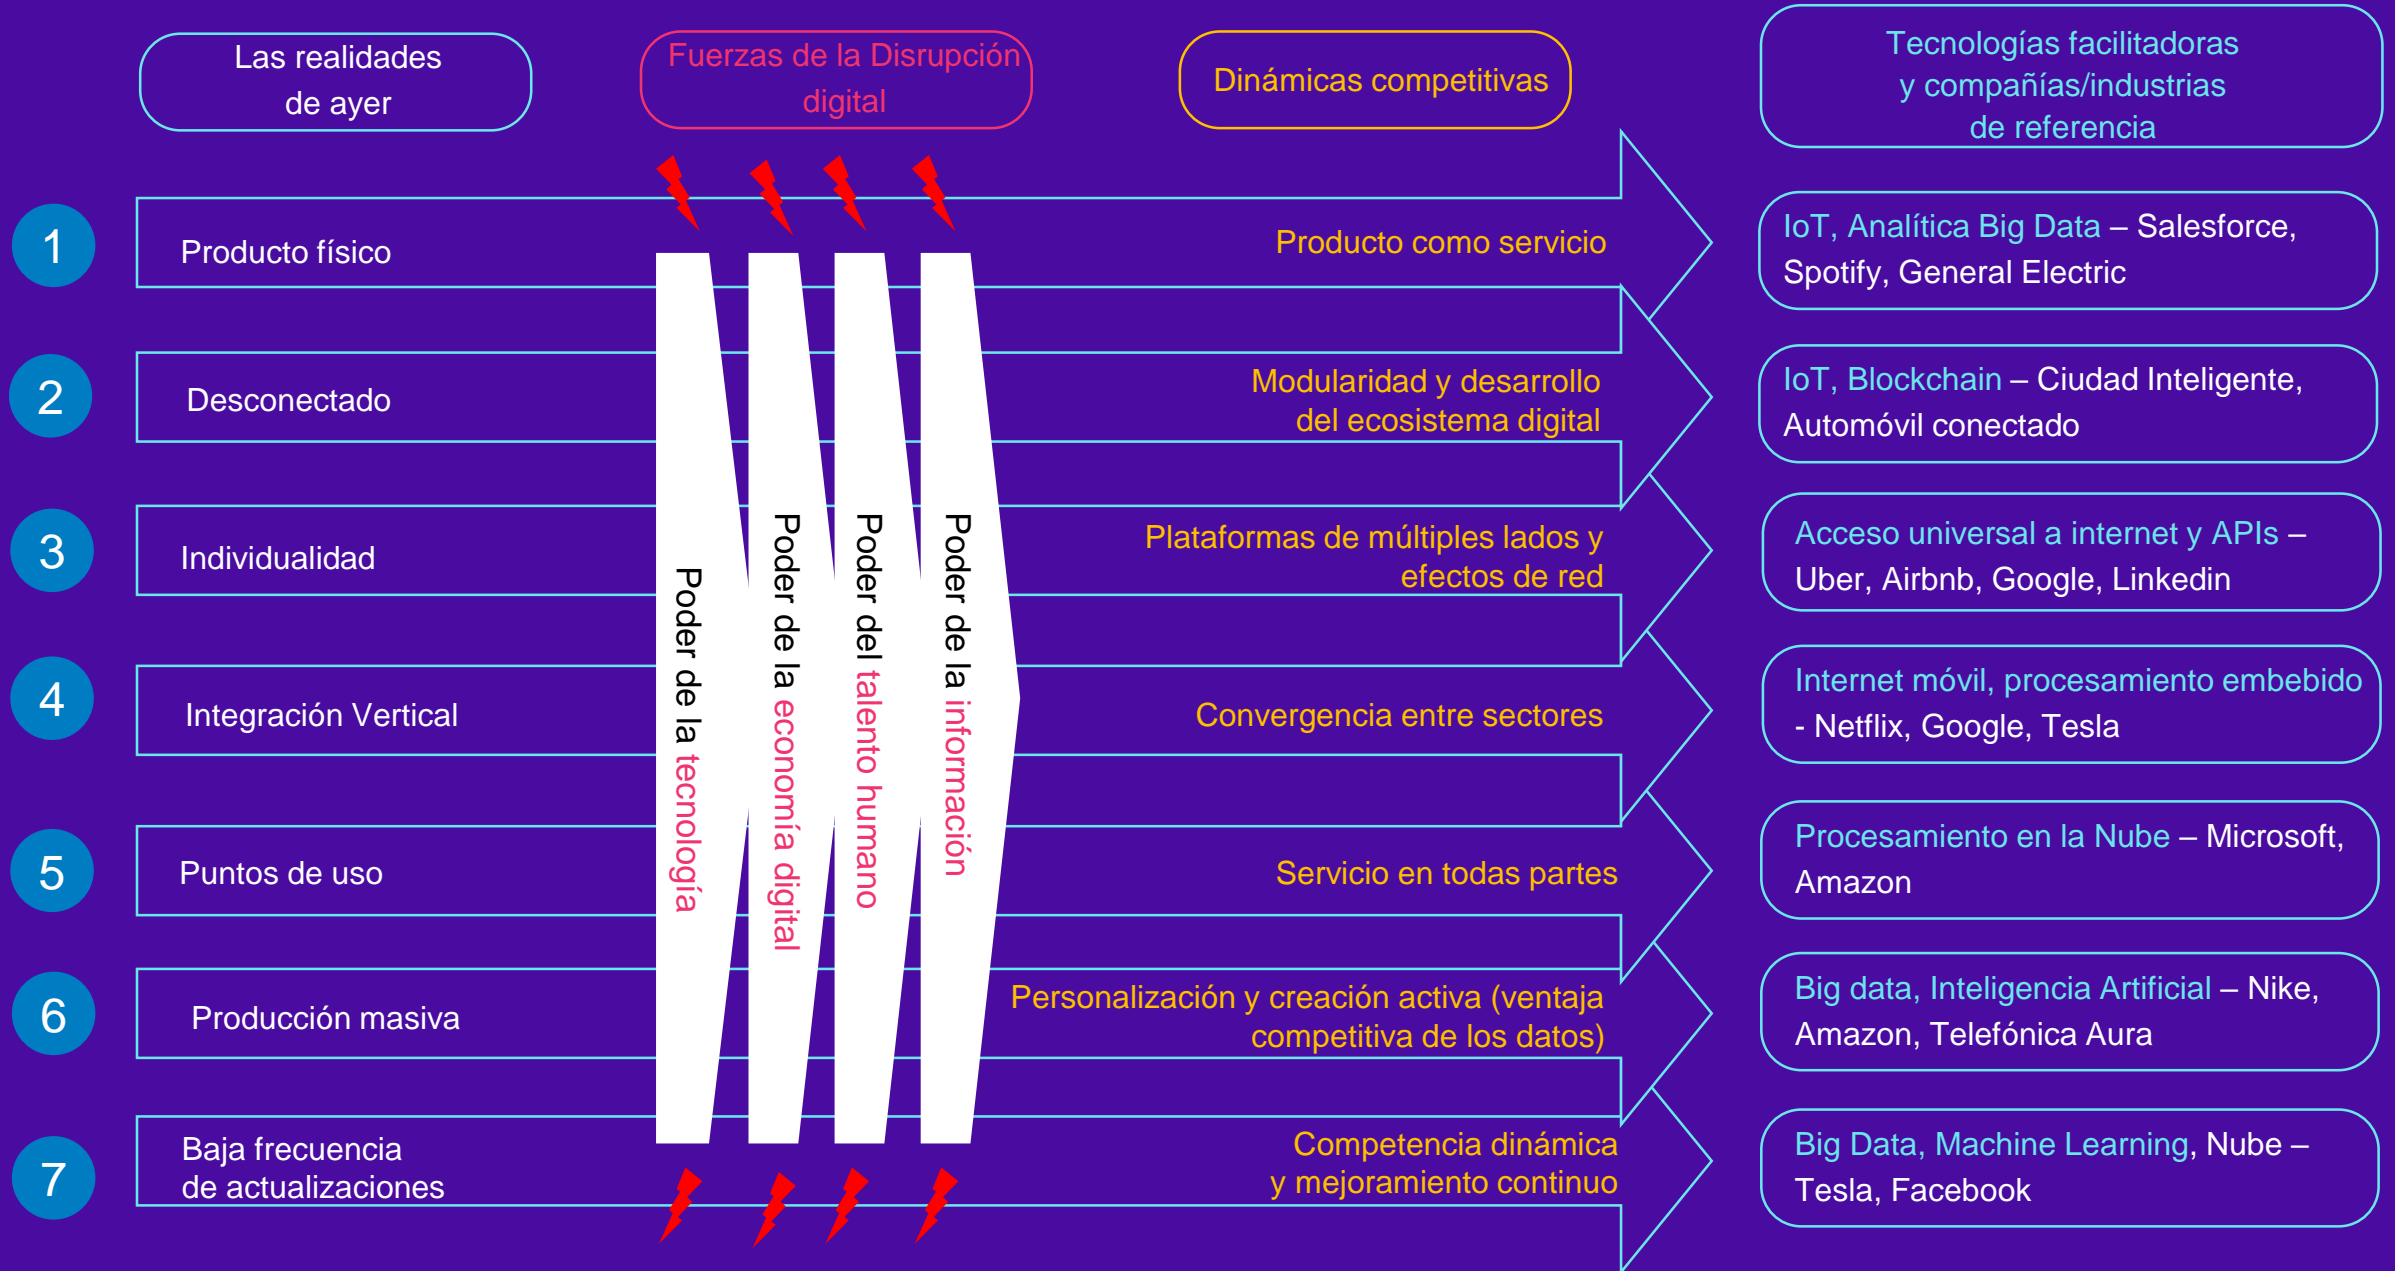 Las realidades
de ayer
Fuerzas de la Disrupción
digital
Dinámicas competitivas
Tecnologías facilitadoras
y compañías/industrias
de referencia
1
Producto físico
Producto como servicio
IoT, Analítica Big Data – Salesforce,
Spotify, General Electric
2
Desconectado
Modularidad y desarrollo
del ecosistema digital
IoT, Blockchain – Ciudad Inteligente,
Automóvil conectado
3
Individualidad
Plataformas de múltiples lados y
efectos de red
Acceso universal a internet y APIs –
Uber, Airbnb, Google, Linkedin
4
Integración Vertical
Convergencia entre sectores
Internet móvil, procesamiento embebido
- Netflix, Google, Tesla
5
Puntos de uso
Servicio en todas partes
Procesamiento en la Nube – Microsoft,
Amazon
6
Producción masiva
Personalización y creación activa (ventaja
competitiva de los datos)
Big data, Inteligencia Artificial – Nike,
Amazon, Telefónica Aura
7
Baja frecuencia
de actualizaciones
Competencia dinámica
y mejoramiento continuo
Big Data, Machine Learning, Nube –
Tesla, Facebook
Poder de la tecnología
Poder de la economía digital
Poder del talento humano
Poder de la información